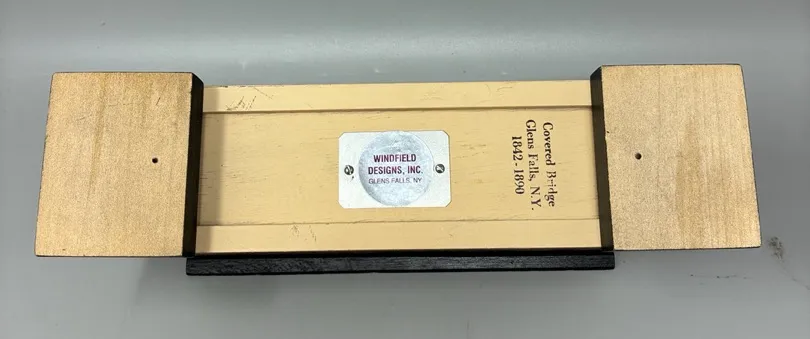 WINDFIELD
DESIGNS, INC.
GLENS FALLS, NY
Covered Bridge
Glens Falls, N.Y.
1842-1890